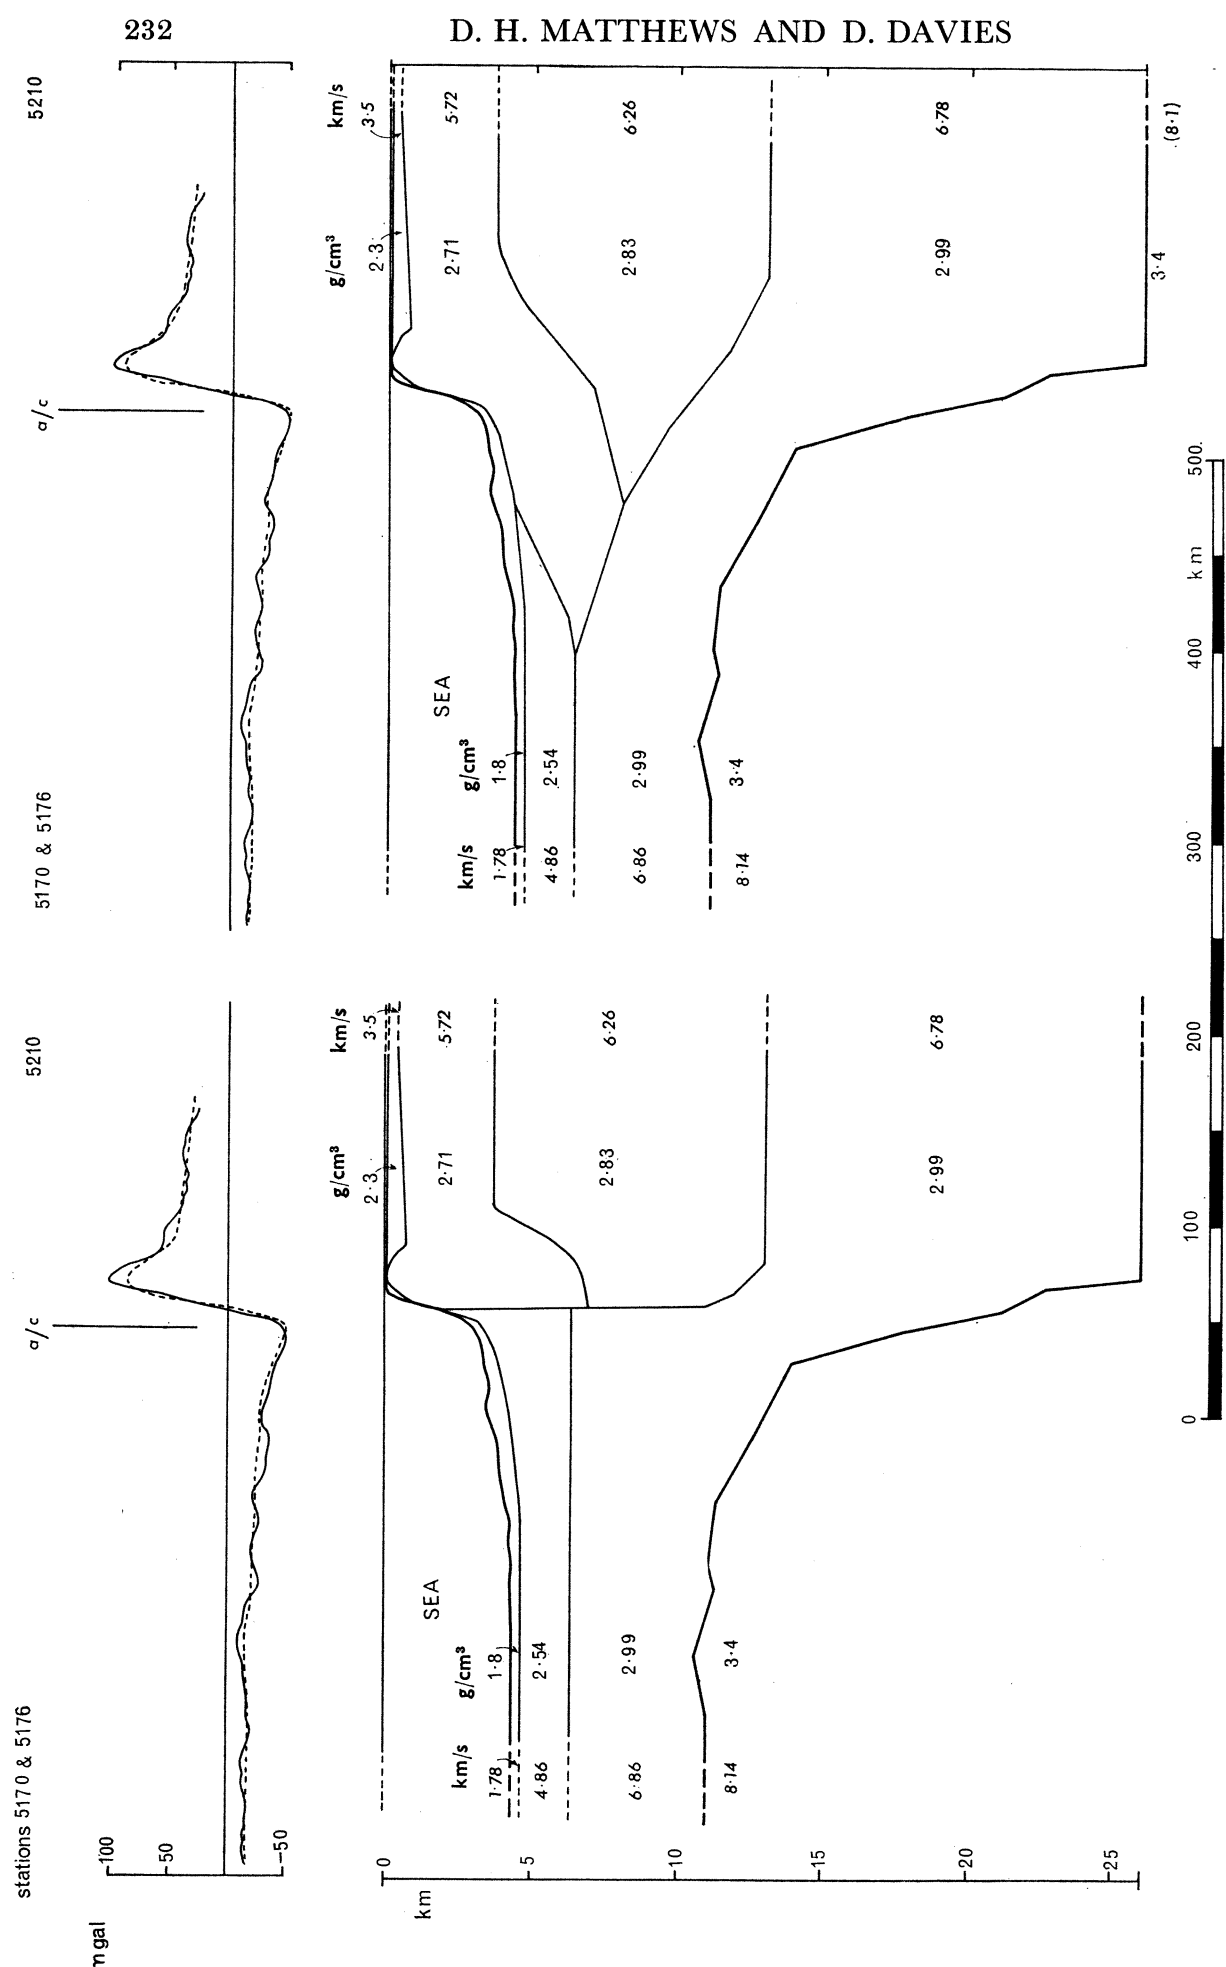 232
D. H. MATTHEWS AND D. DAVIES
stations 5170 & 5176
5210
5170 & 5176
5210
a/c
a/c
mgal
100
50
-50
km
0
5
10
15
20
25
km/s
1·78
4·86
6·86
8·14
g/cm³
1·8
2·54
2·99
3·4
SEA
g/cm³
2·3
2·71
2·83
2·99
km/s
3·5
5·72
6·26
6·78
km/s
1·78
4·86
6·86
8·14
g/cm³
1·8
2·54
2·99
3·4
SEA
g/cm³
2·3
2·71
2·83
2·99
3·4
km/s
3·5
5·72
6·26
6·78
(8·1)
0
100
200
300
400
km
500